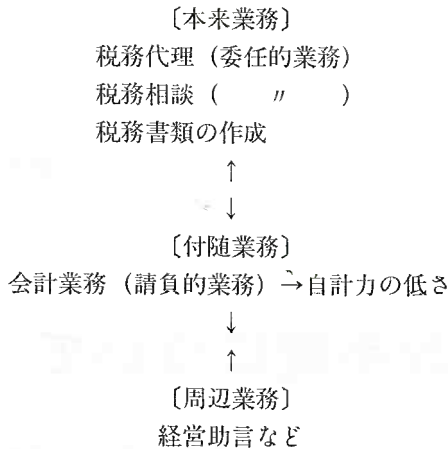 〔本来業務〕
税務代理（委任的業務）
税務相談（　　〃　　）
税務書類の作成
↑
↓
〔付随業務〕
会計業務（請負的業務）→自計力の低さ
↓
↑
〔周辺業務〕
経営助言など